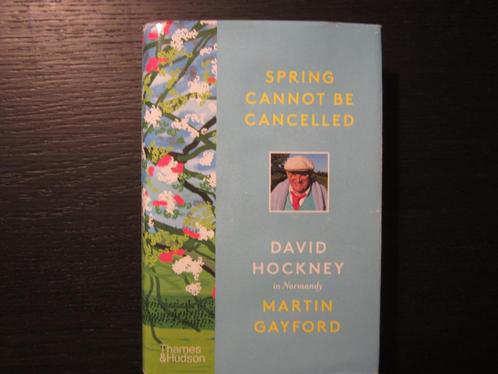 SPRING
CANNOT BE
CANCELLED
DAVID
HOCKNEY
in Normandy
MARTIN
GAYFORD
Thames
&Hudson